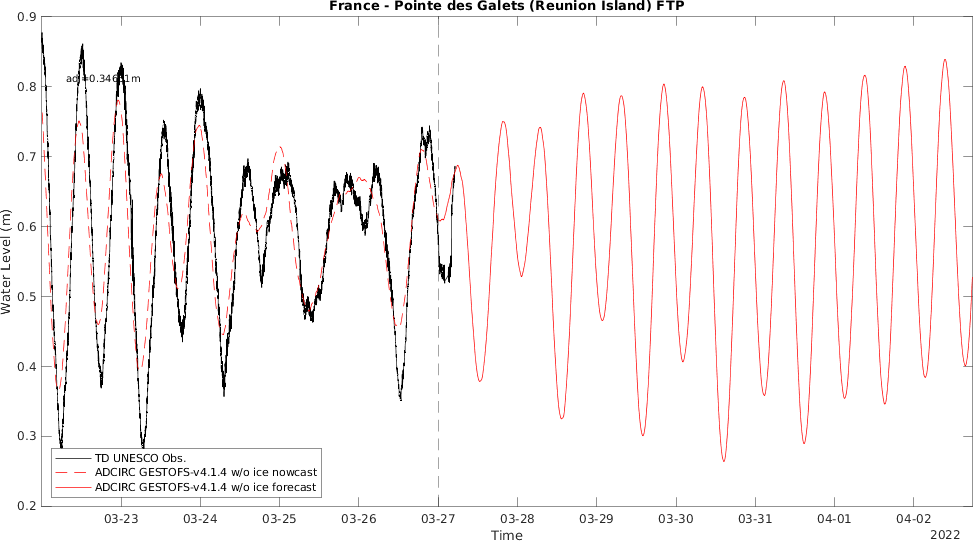 France - Pointe des Galets (Reunion Island) FTP
0.9
0.8
0.7
0.6
0.5
0.4
0.3
0.2
Water Level (m)
TD UNESCO Obs.
ADCIRC GESTOFS-v4.1.4 w/o ice nowcast
ADCIRC GESTOFS-v4.1.4 w/o ice forecast
03-23 03-24 03-25 03-26 03-27 03-28 03-29 03-30 03-31 04-01 04-02
Time
2022